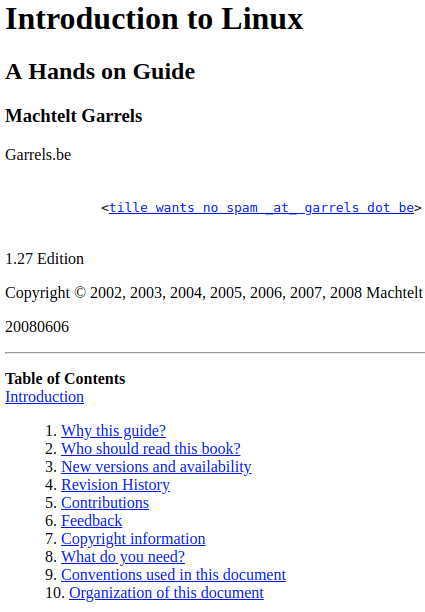 Introduction to Linux
A Hands on Guide
Machtelt Garrels
Garrels.be
<tille wants no spam _at_ garrels dot be>
1.27 Edition
Copyright © 2002, 2003, 2004, 2005, 2006, 2007, 2008 Machtelt
20080606
Table of Contents
Introduction
1. Why this guide?
2. Who should read this book?
3. New versions and availability
4. Revision History
5. Contributions
6. Feedback
7. Copyright information
8. What do you need?
9. Conventions used in this document
10. Organization of this document